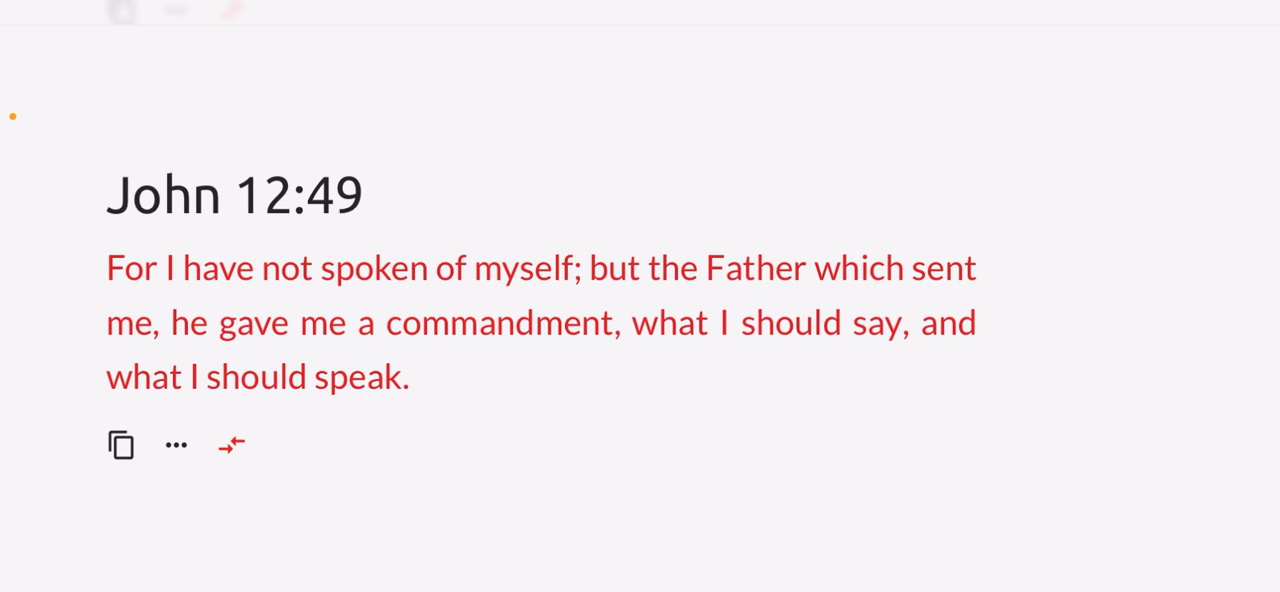 John 12:49
For I have not spoken of myself; but the Father which sent
me, he gave me a commandment, what I should say, and
what I should speak.